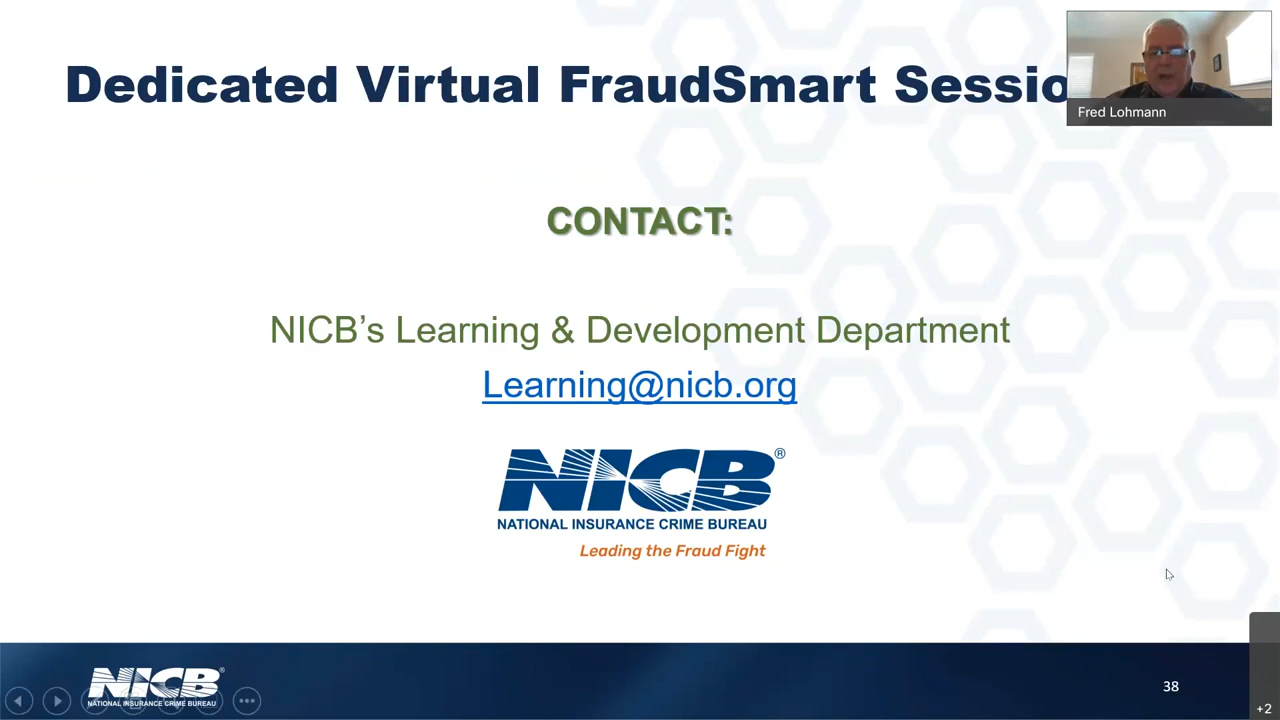 Dedicated Virtual FraudSmart Sessio
Fred Lohmann
CONTACT:
NICB’s Learning & Development Department
Learning@nicb.org
NICB®
NATIONAL INSURANCE CRIME BUREAU
Leading the Fraud Fight
NICB®
NATIONAL INSURANCE CRIME BUREAU
38
+2